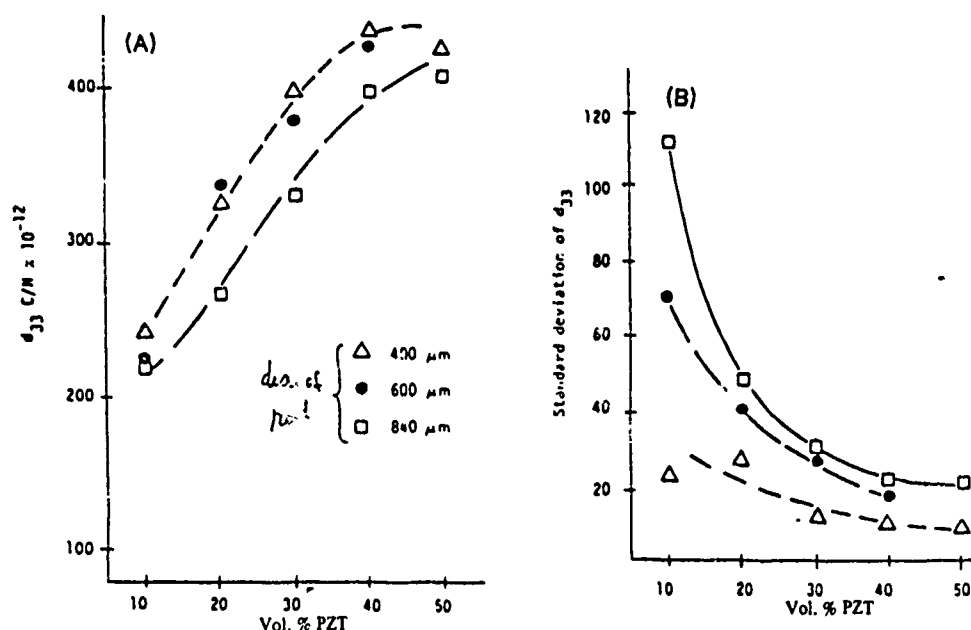 (A)
400
300
200
100
d33 C/N x 10-12
△ 400 μm
● 600 μm
□ 840 μm
of
10 20 30 40 50
Vol. % PZT
(B)
120
100
80
60
40
20
Standard deviation of d33
10 20 30 40 50
Vol. % PZT